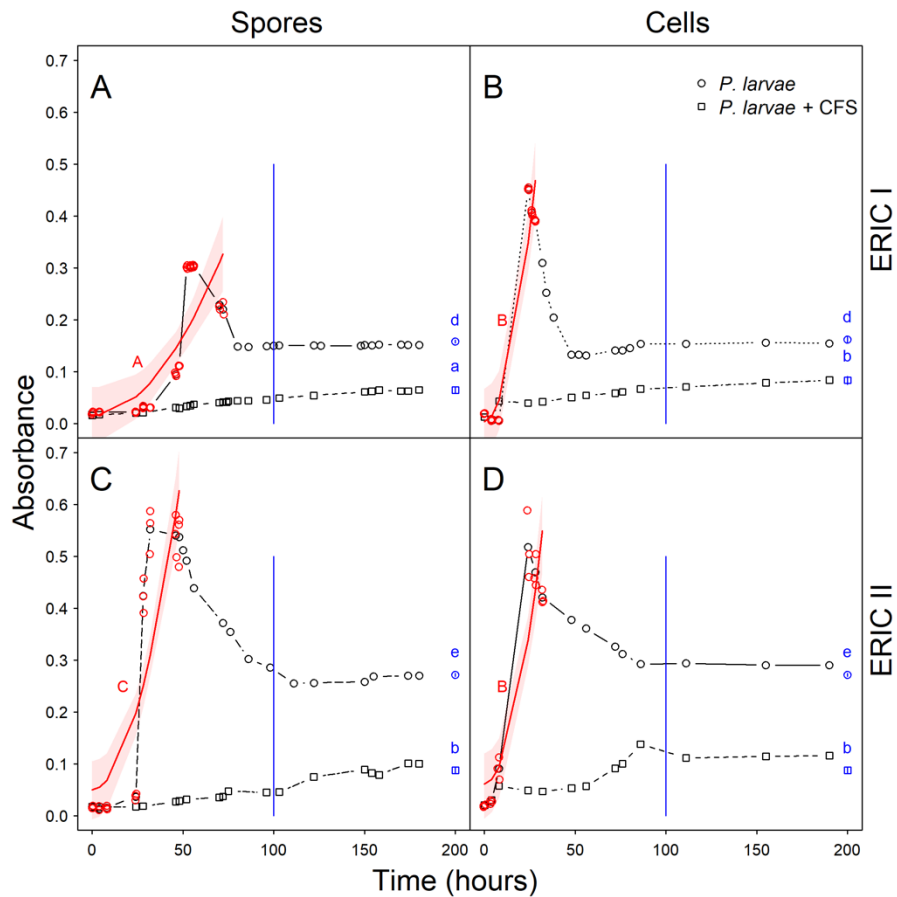 Spores Cells
A
B
P. larvae
P. larvae + CFS
0.7
0.6
0.5
0.4
0.3
0.2
0.1
0.0
A
d
a
B
d
b
ERIC I
Absorbance
C
D
0.7
0.6
0.5
0.4
0.3
0.2
0.1
0.0
C
e
b
B
e
b
ERIC II
0 50 100 150 200 0 50 100 150 200
Time (hours)